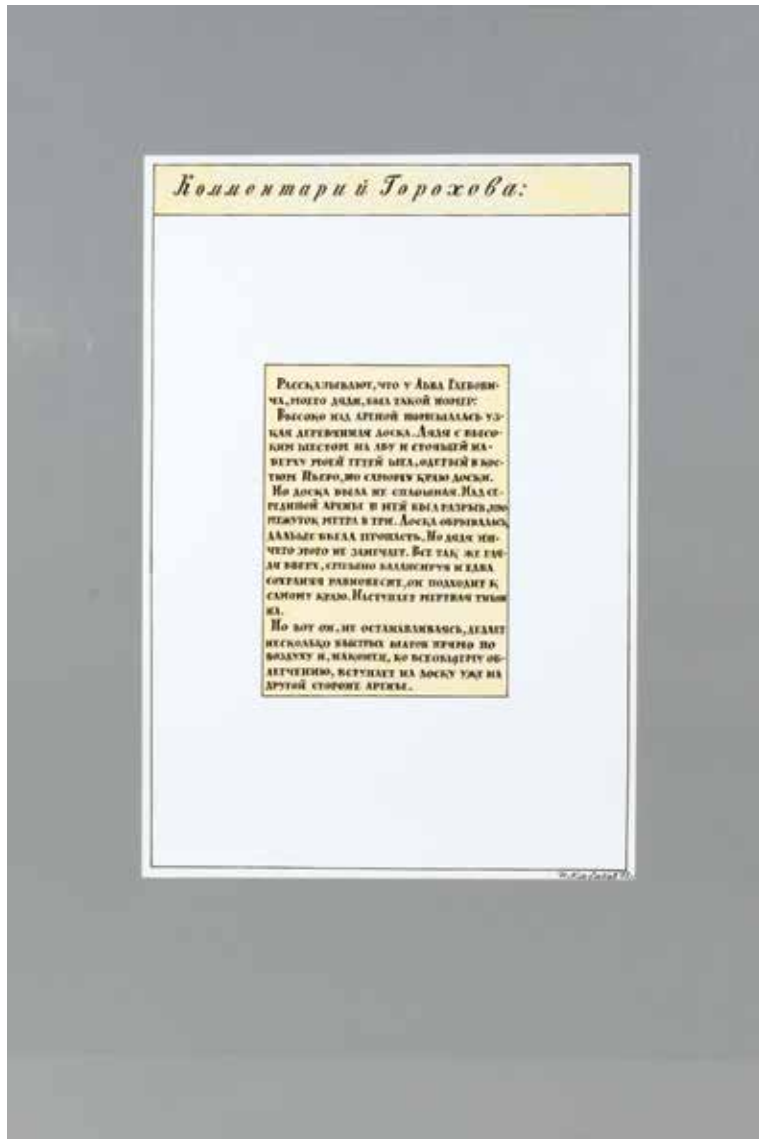 Комментарий Горохова:
Рассказывают, что у Льва Глебови-
ча, моего дяди, был такой номер:
Высоко над ареной повисалась уз-
кая деревянная доска. Дядя с высо-
ким шестом на лбу и стоящей на-
верху моей тетей шел, одетый в кос-
тюм Пьеро, по самому краю доски.
Но доска была не сплошная. Над се-
рединой арены в ней был разрыв, про-
межуток метра в три. Доска обрывалась,
дальше была пропасть. Но дядя ни-
чего этого не замечает. Все так же гля-
дя вверх, сильно балансируя и едва
сохраняя равновесие, он подходит к
самому краю. Наступает мертвая тиши
на.
Но вот он, не останавливаясь, делает
несколько быстрых шагов прямо по
воздуху и, наконец, ко всеобщему об-
легчению, вступает на доску уже на
другой стороне арены.